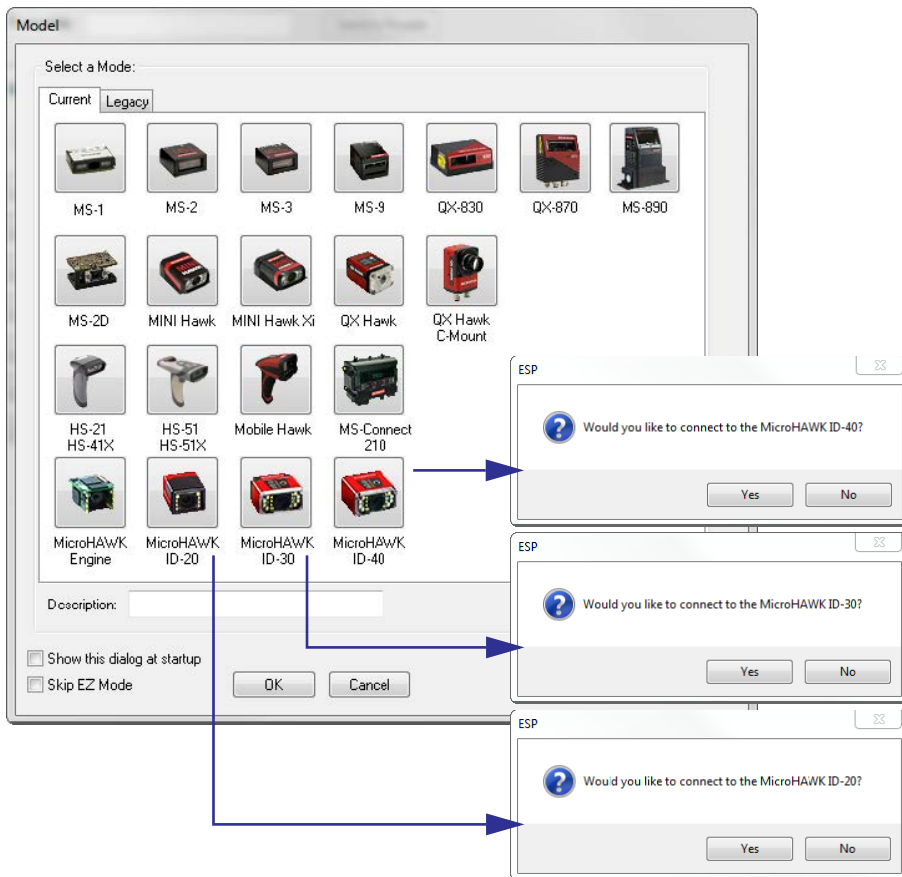 Model
Select a Mode:
Current
Legacy
MS-1
MS-2
MS-3
MS-9
QX-830
QX-870
MS-890
MS-2D
MINI Hawk
MINI Hawk Xi
QX Hawk
QX Hawk
C-Mount
HS-21
HS-41X
HS-51
HS-51X
Mobile Hawk
MS-Connect
210
MicroHAWK
Engine
MicroHAWK
ID-20
MicroHAWK
ID-30
MicroHAWK
ID-40
Description:
Show this dialog at startup
Skip EZ Mode
OK
Cancel
ESP
Would you like to connect to the MicroHAWK ID-40?
Yes
No
ESP
Would you like to connect to the MicroHAWK ID-30?
Yes
No
ESP
Would you like to connect to the MicroHAWK ID-20?
Yes
No